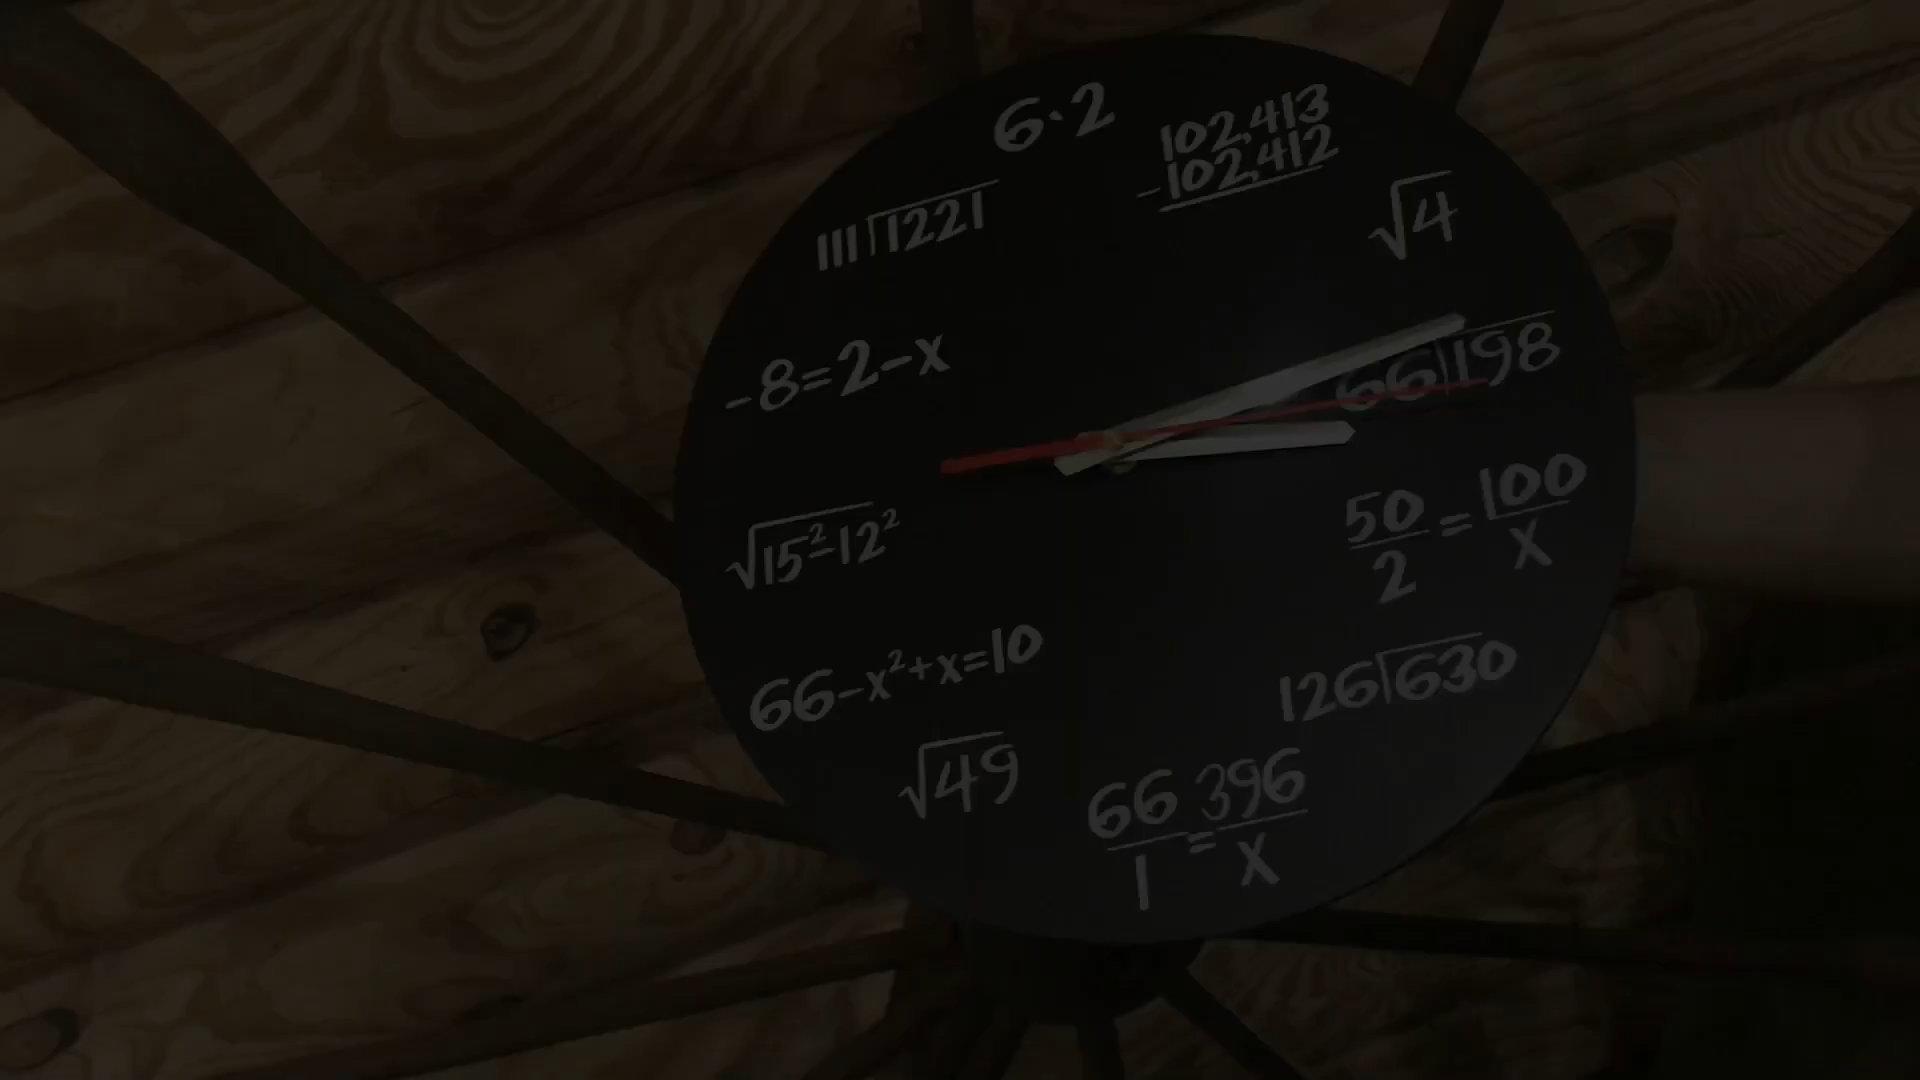 6·2
102,413
-102,412
√4
66⟌198
50/2=100/x
126⟌630
66/1=396/x
√49
66-x²+x=10
√15²-12²
-8=2-x
111⟌1221